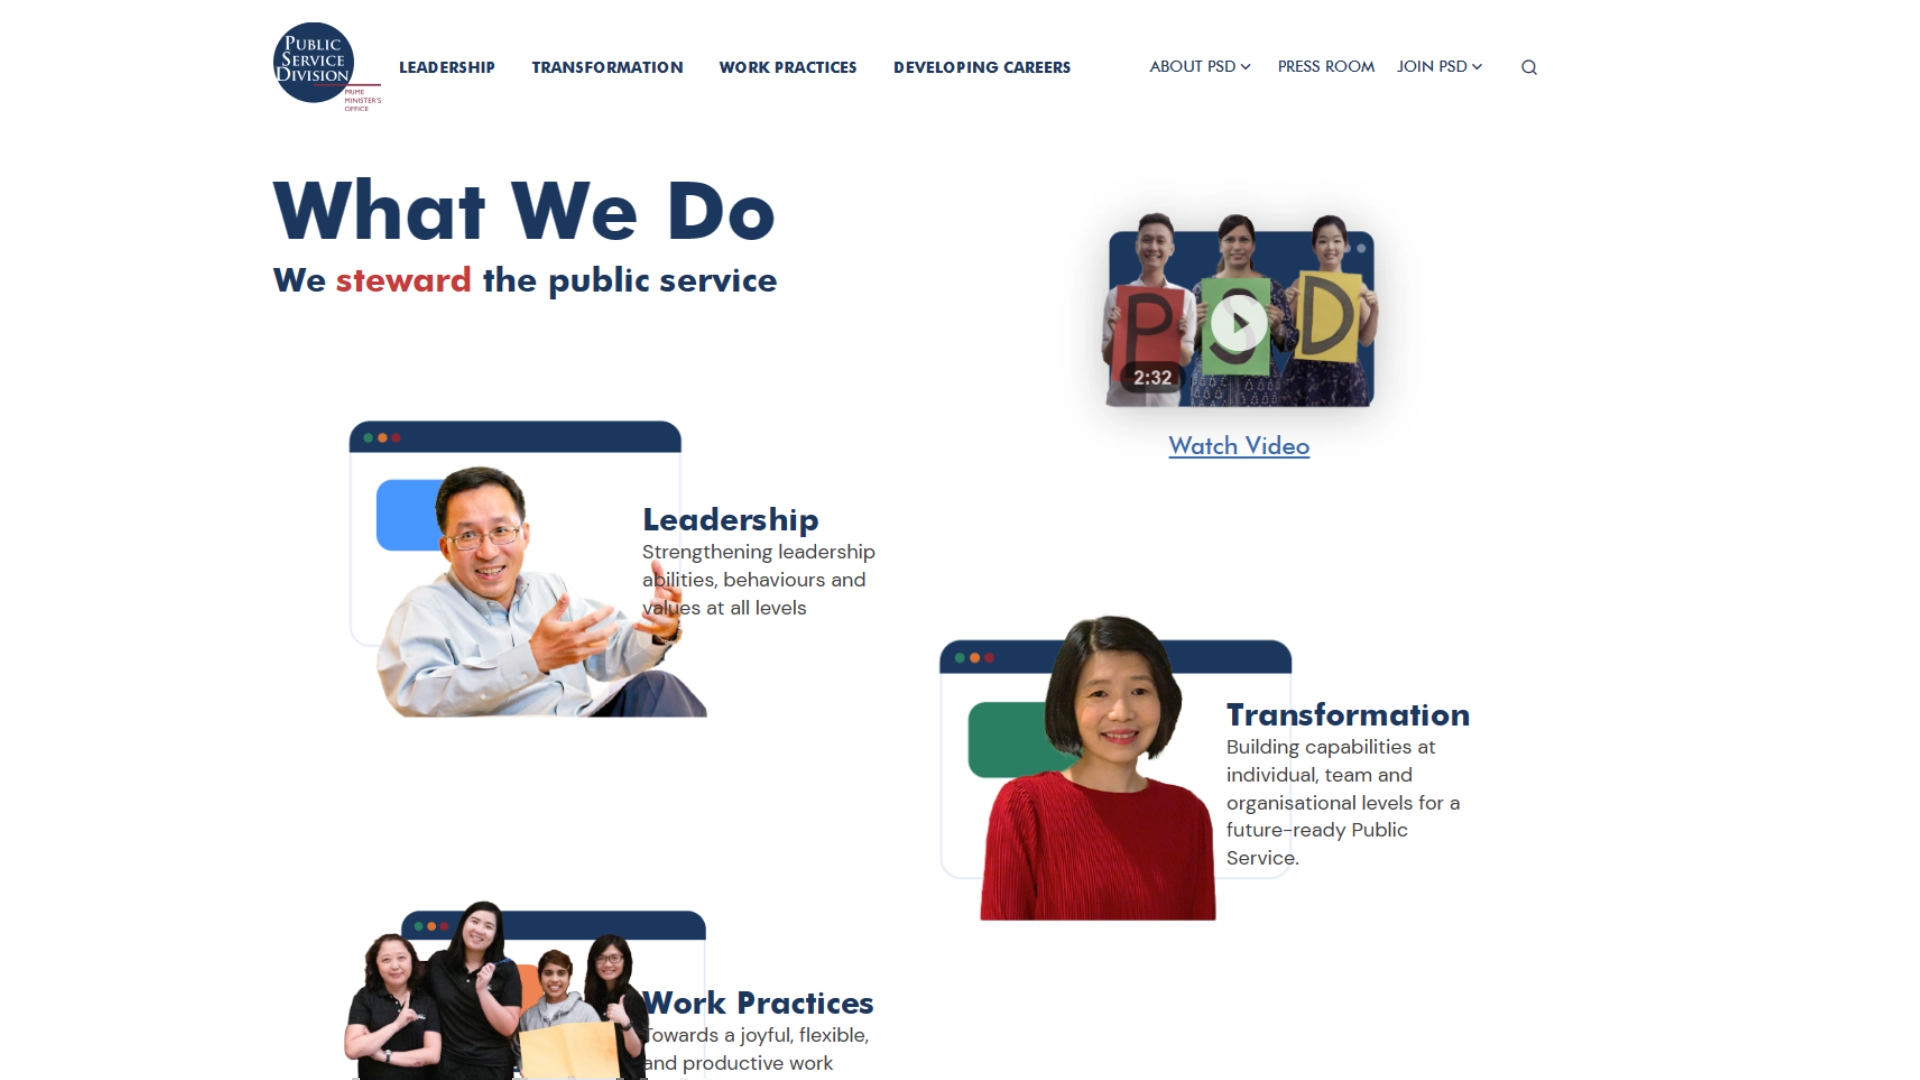 PUBLIC
SERVICE
DIVISION
PRIME
MINISTER'S
OFFICE
LEADERSHIP
TRANSFORMATION
WORK PRACTICES
DEVELOPING CAREERS
ABOUT PSD
PRESS ROOM
JOIN PSD
What We Do
We steward the public service
P S D
2:32
Watch Video
Leadership
Strengthening leadership
abilities, behaviours and
values at all levels
Transformation
Building capabilities at
individual, team and
organisational levels for a
future-ready Public
Service.
Work Practices
Towards a joyful, flexible,
and productive work